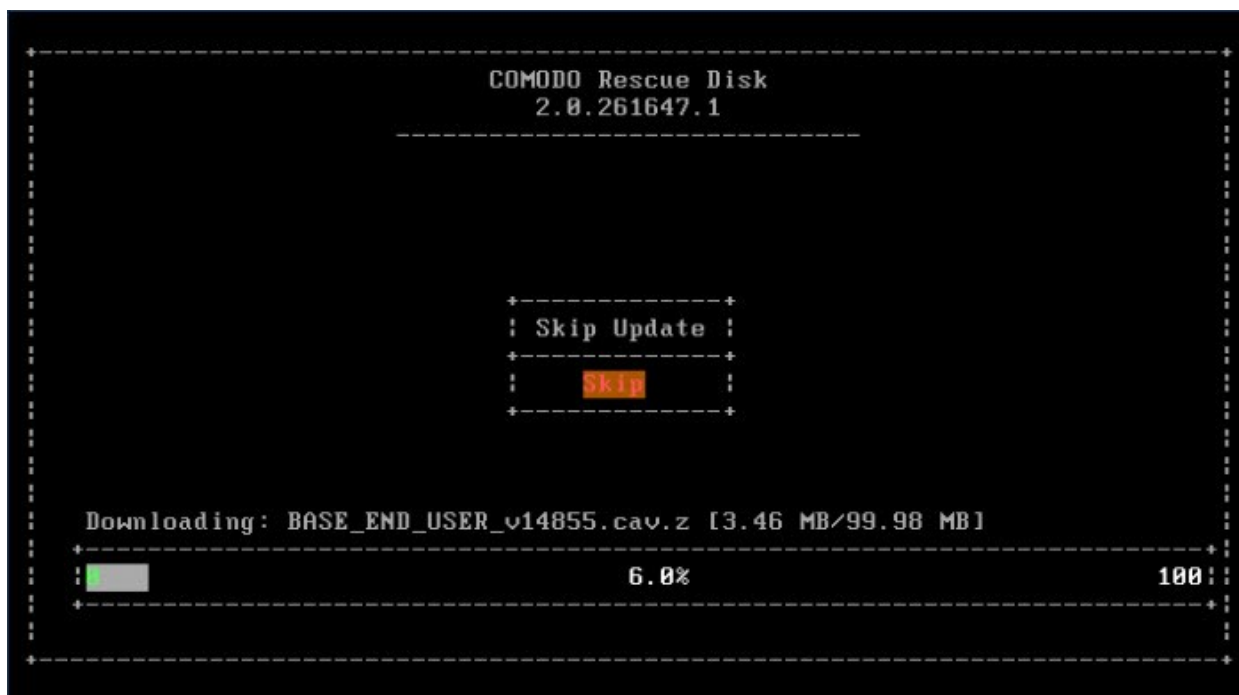 COMODO Rescue Disk
2.0.261647.1
Skip Update
Skip
Downloading: BASE_END_USER_v14855.cav.z [3.46 MB/99.98 MB]
0 6.0% 100